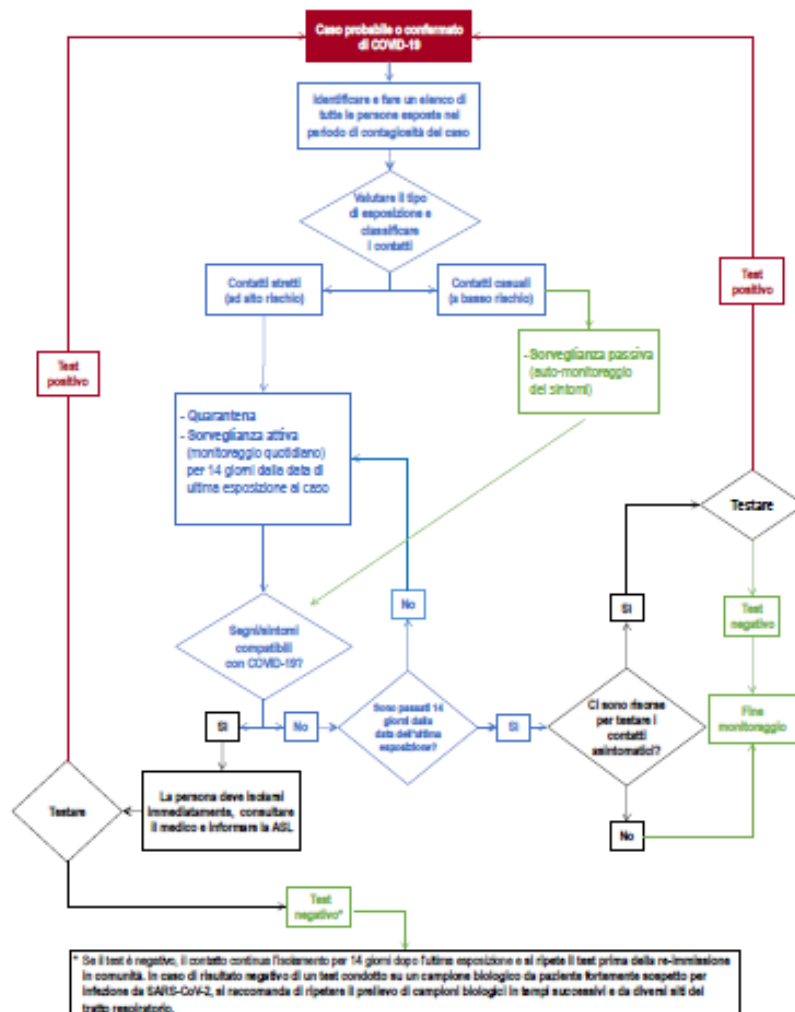 Caso probabile o confermato
di COVID-19
Identificare e fare un elenco di
tutte le persone esposte nel
periodo di contagiosità del caso
Valutare il tipo
di esposizione e
classificare
i contatti
Contatti stretti
(ad alto rischio)
Contatti casuali
(a basso rischio)
Test
positivo
- Sorveglianza passiva
(auto-monitoraggio
dei sintomi)
Test
positivo
- Quarantena
- Sorveglianza attiva
(monitoraggio quotidiano)
per 14 giorni dalla data di
ultima esposizione al caso
Testare
No
Si
Test
negativo
Segni/sintomi
compatibili
con COVID-19?
Sono passati 14
giorni dalla
data dell'ultima
esposizione?
Ci sono risorse
per testare i
contatti
asintomatici?
Fine
monitoraggio
Si
No
Si
La persona deve isolarsi
immediatamente, consultare
il medico e informare la ASL
Testare
No
Test
negativo*
* Se il test è negativo, il contatto continua l'isolamento per 14 giorni dopo l'ultima esposizione e si ripete il test prima della re-immissione
in comunità. In caso di risultato negativo di un test condotto su un campione biologico da paziente fortemente sospetto per
infezione da SARS-CoV-2, si raccomanda di ripetere il prelievo di campioni biologici in tempi successivi e da diversi siti del
tratto respiratorio.